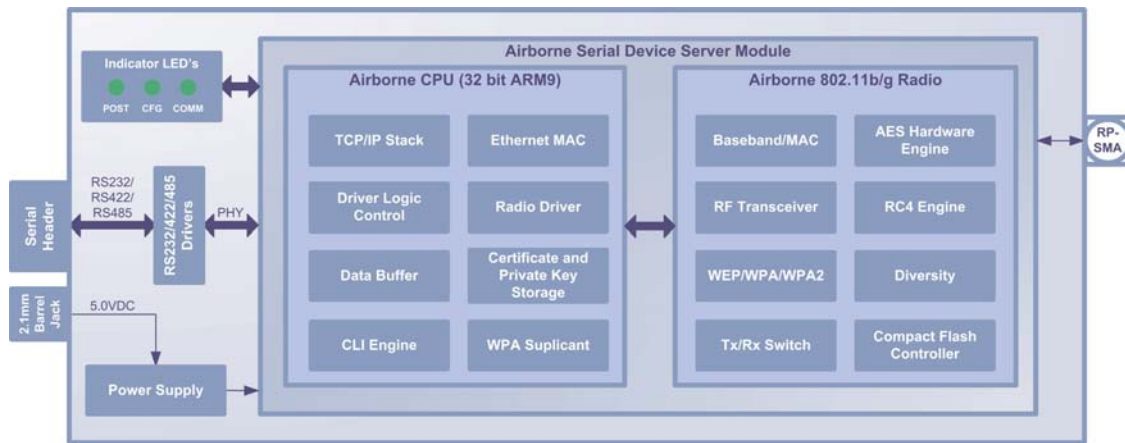 Airborne Serial Device Server Module
Indicator LED's
POST CFG COMM
Airborne CPU (32 bit ARM9)
TCP/IP Stack
Ethernet MAC
Driver Logic
Control
Radio Driver
Data Buffer
Certificate and
Private Key
Storage
CLI Engine
WPA Suplicant
Airborne 802.11b/g Radio
Baseband/MAC
AES Hardware
Engine
RF Transceiver
RC4 Engine
WEP/WPA/WPA2
Diversity
Tx/Rx Switch
Compact Flash
Controller
RP-
SMA
Serial
Header
RS232/
RS422/
RS485
RS232/422/485
Drivers
PHY
2.1mm
Barrel
Jack
5.0VDC
Power Supply